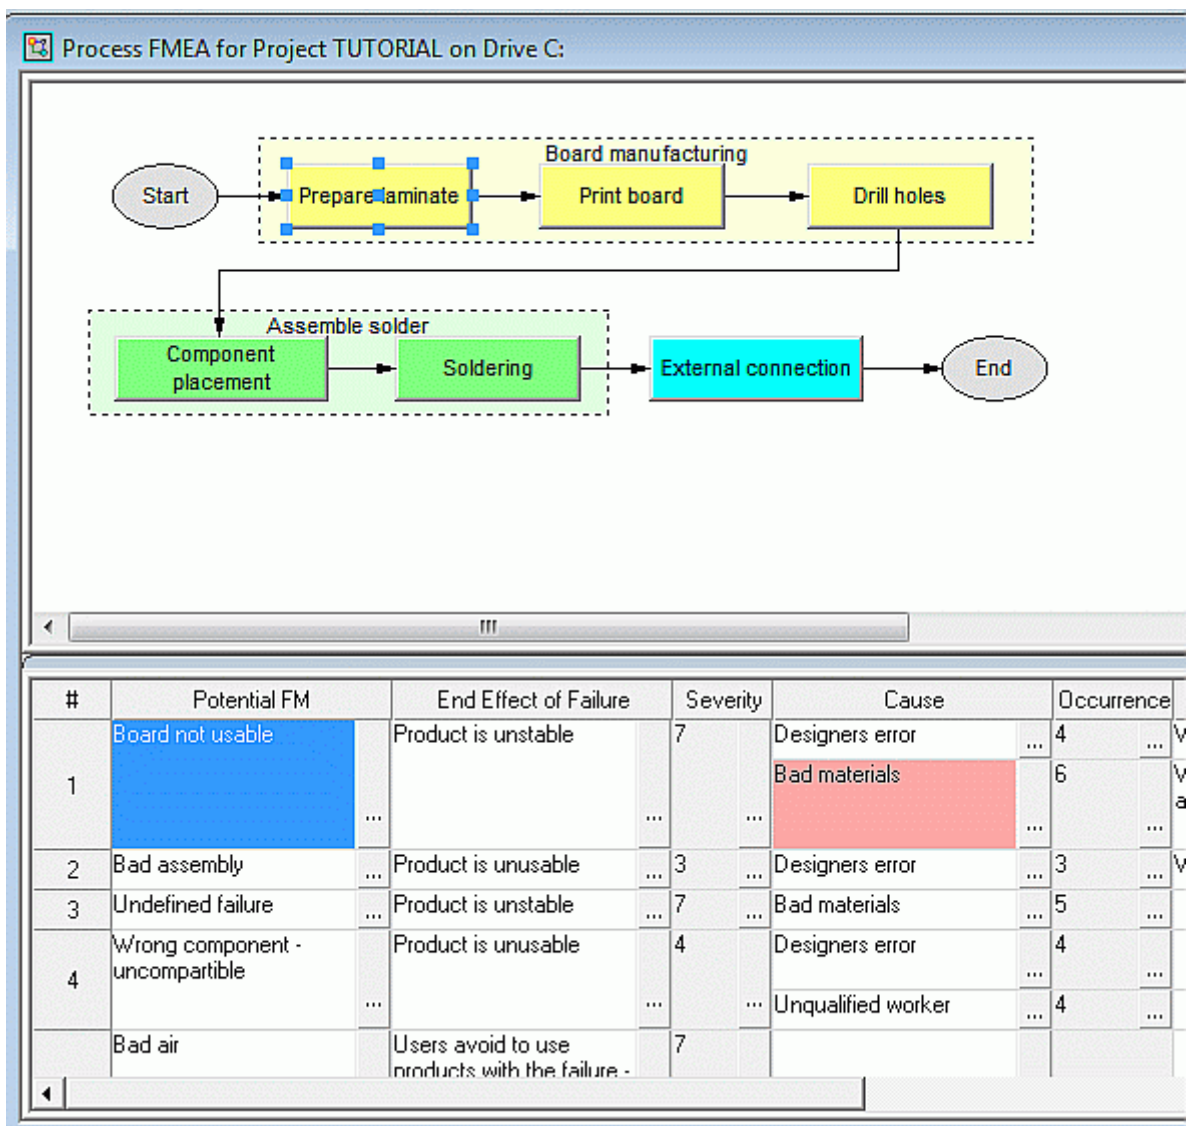 Process FMEA for Project TUTORIAL on Drive C:
Board manufacturing
Start
Prepare laminate
Print board
Drill holes
Assemble solder
Component
placement
Soldering
External connection
End
# Potential FM End Effect of Failure Severity Cause Occurrence
1 Board not usable ... Product is unstable ... 7 ... Designers error ... 4 ...
Bad materials ... 6 ...
2 Bad assembly ... Product is unusable ... 3 ... Designers error ... 3 ...
3 Undefined failure ... Product is unstable ... 7 ... Bad materials ... 5 ...
4 Wrong component - ... Product is unusable ... 4 ... Designers error ... 4 ...
uncompartible
Unqualified worker ... 4 ...
Bad air Users avoid to use 7
products with the failure -